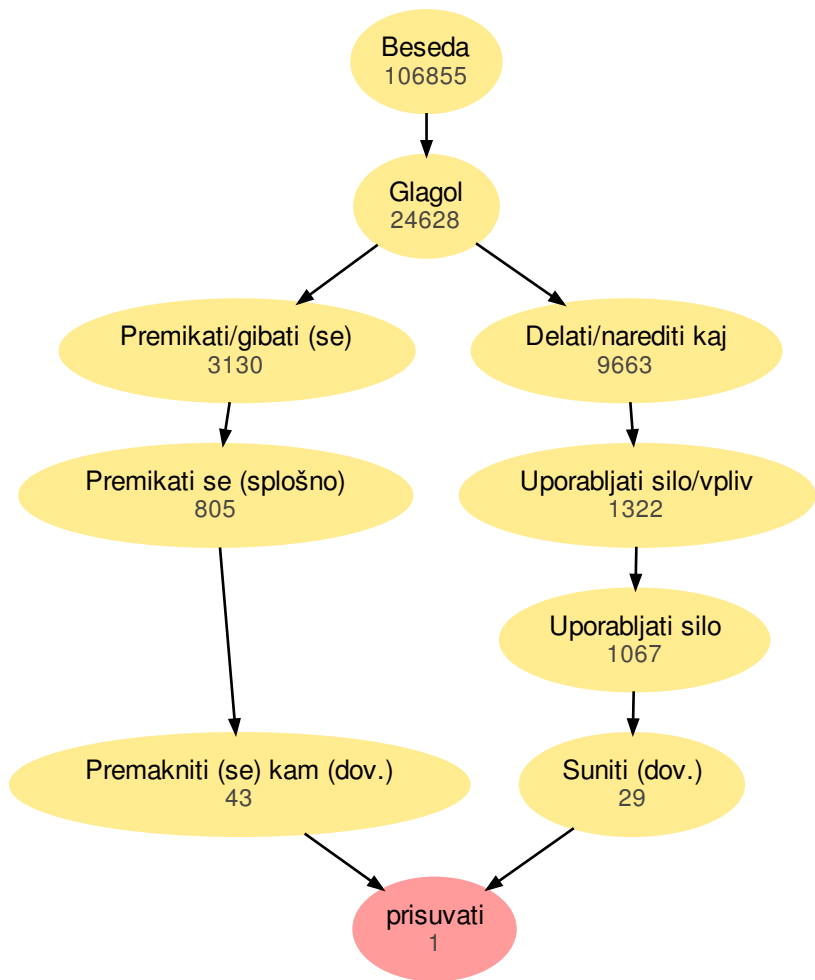 Beseda
106855
Glagol
24628
Premikati/gibati (se)
3130
Delati/narediti kaj
9663
Premikati se (splošno)
805
Uporabljati silo/vpliv
1322
Uporabljati silo
1067
Premakniti (se) kam (dov.)
43
Suniti (dov.)
29
prisuvati
1